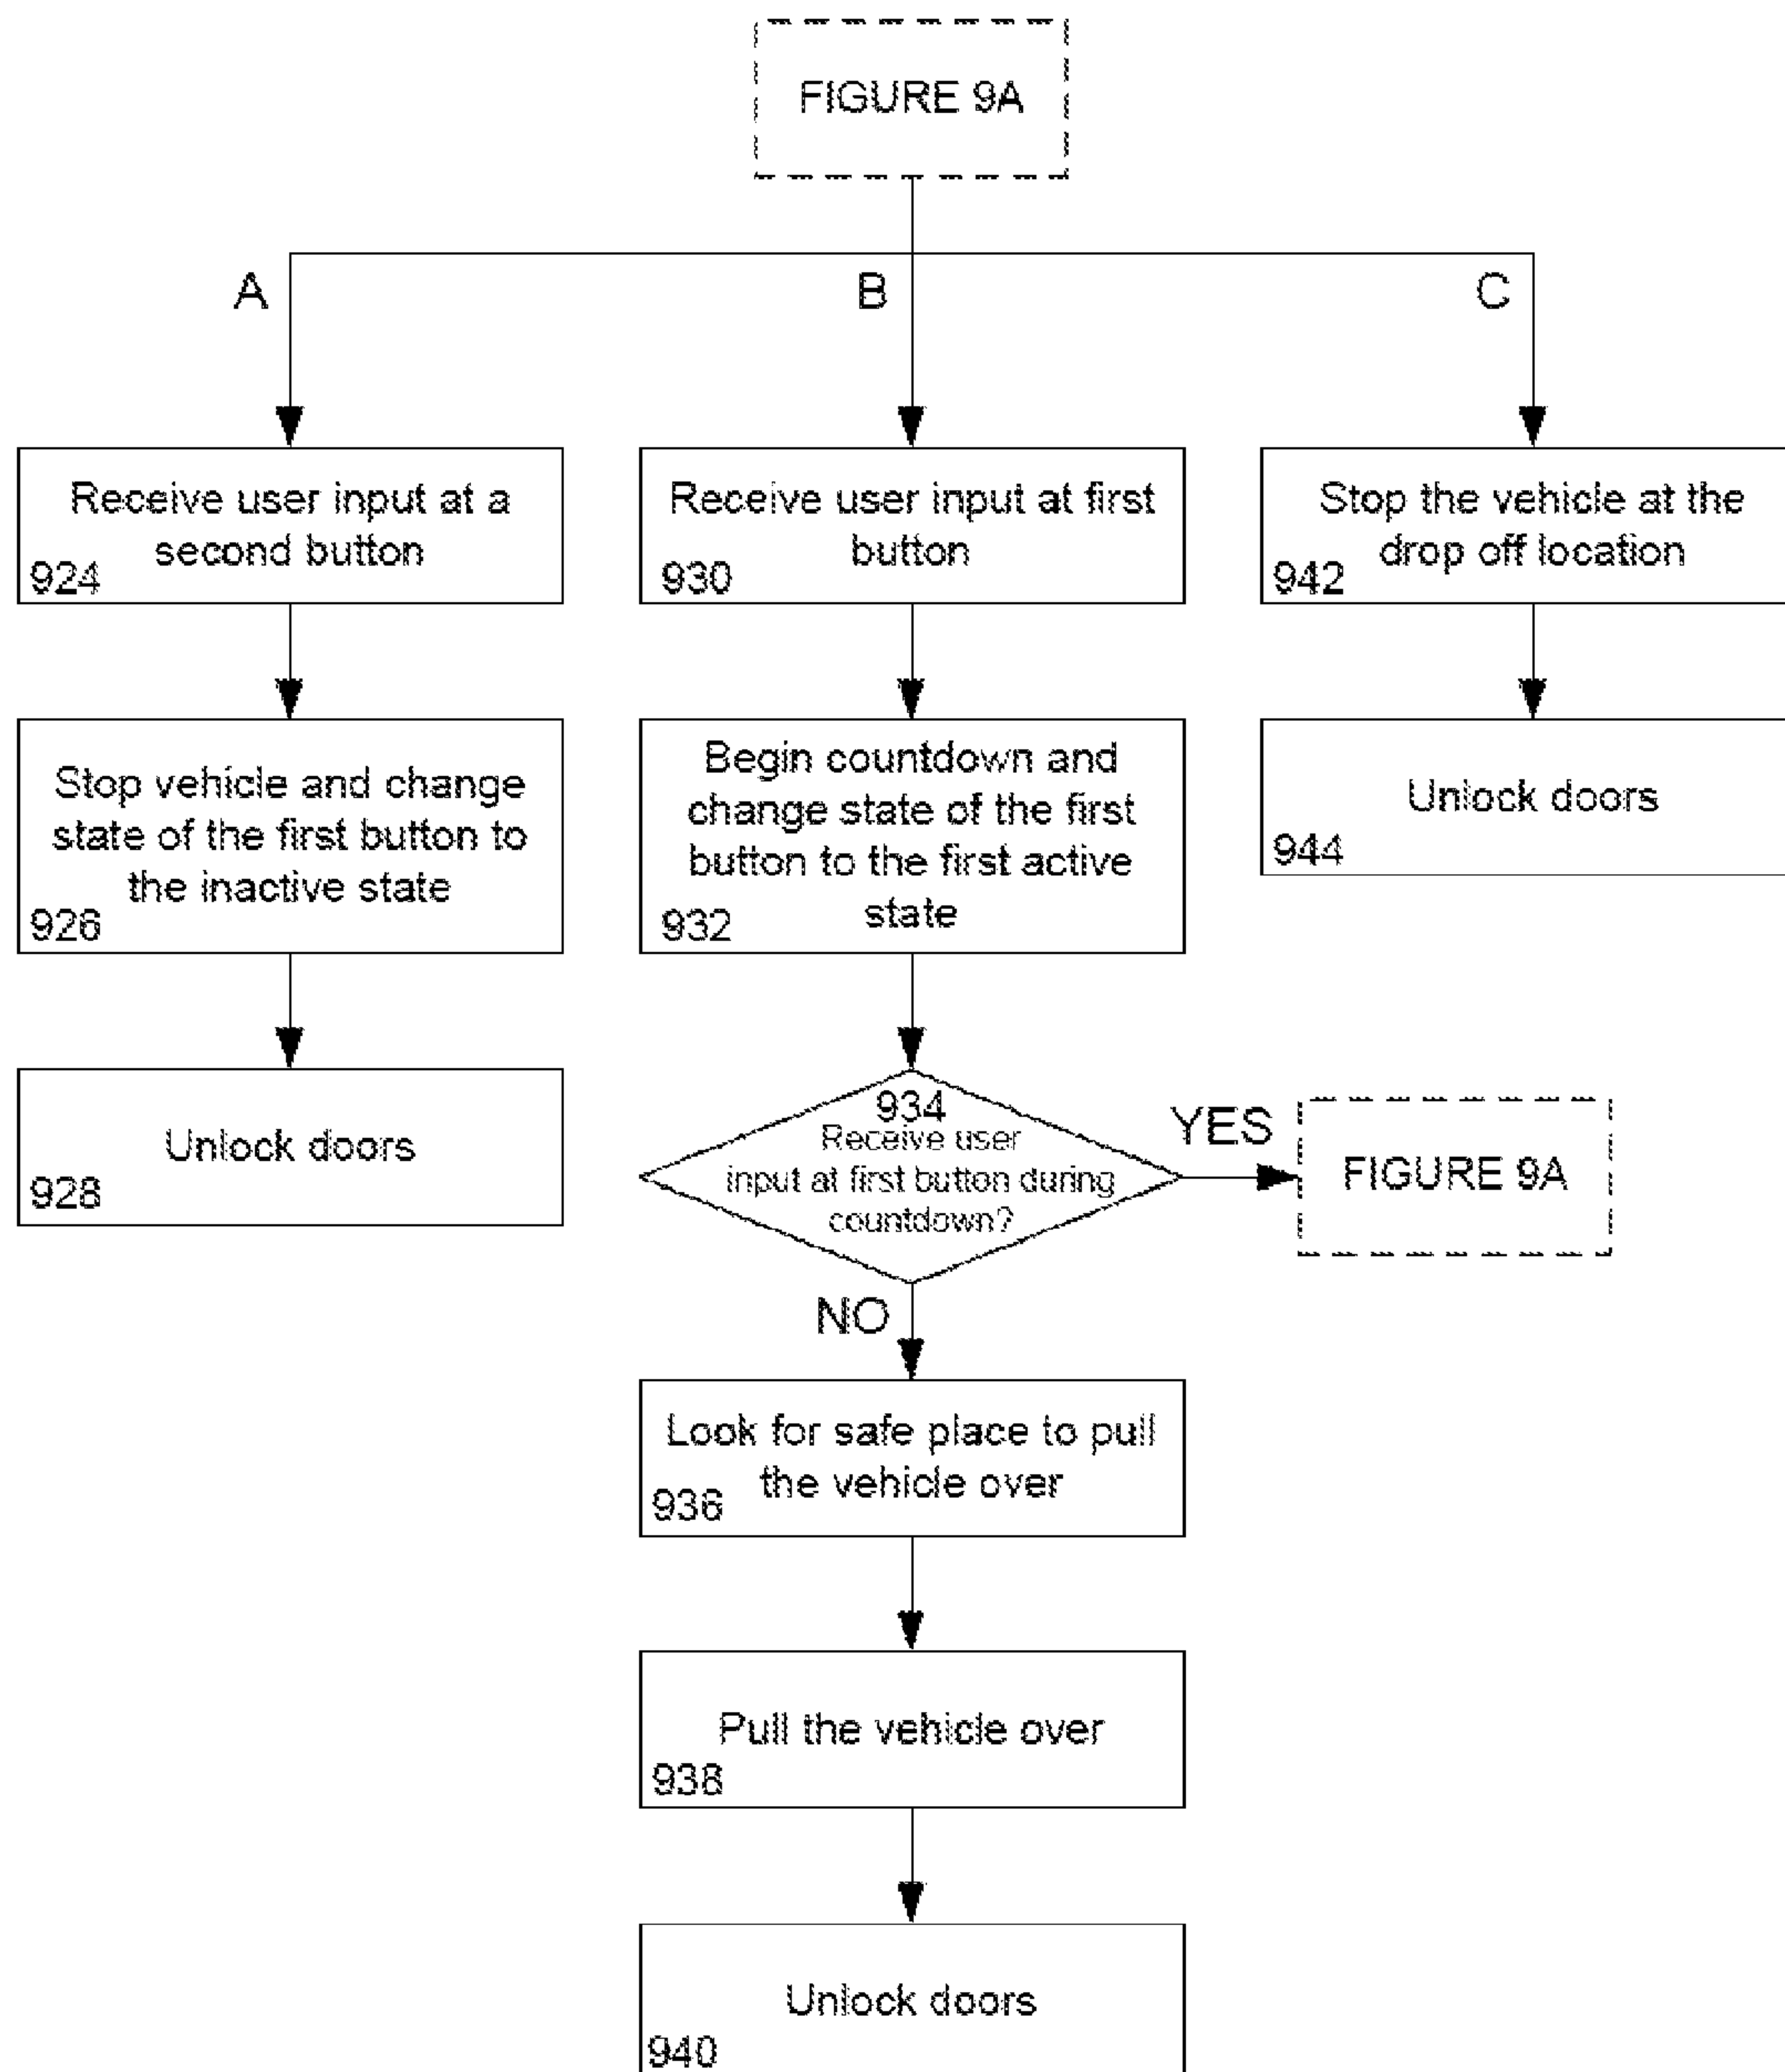 FIGURE 9A
A
B
C
Receive user input at a
second button
924
Receive user input at first
button
930
Stop the vehicle at the
drop off location
942
Stop vehicle and change
state of the first button to
the inactive state
926
Begin countdown and
change state of the first
button to the first active
state
932
Unlock doors
944
Unlock doors
928
934
Receive user
input at first button during
countdown?
YES
FIGURE 9A
NO
Look for safe place to pull
the vehicle over
936
Pull the vehicle over
938
Unlock doors
940